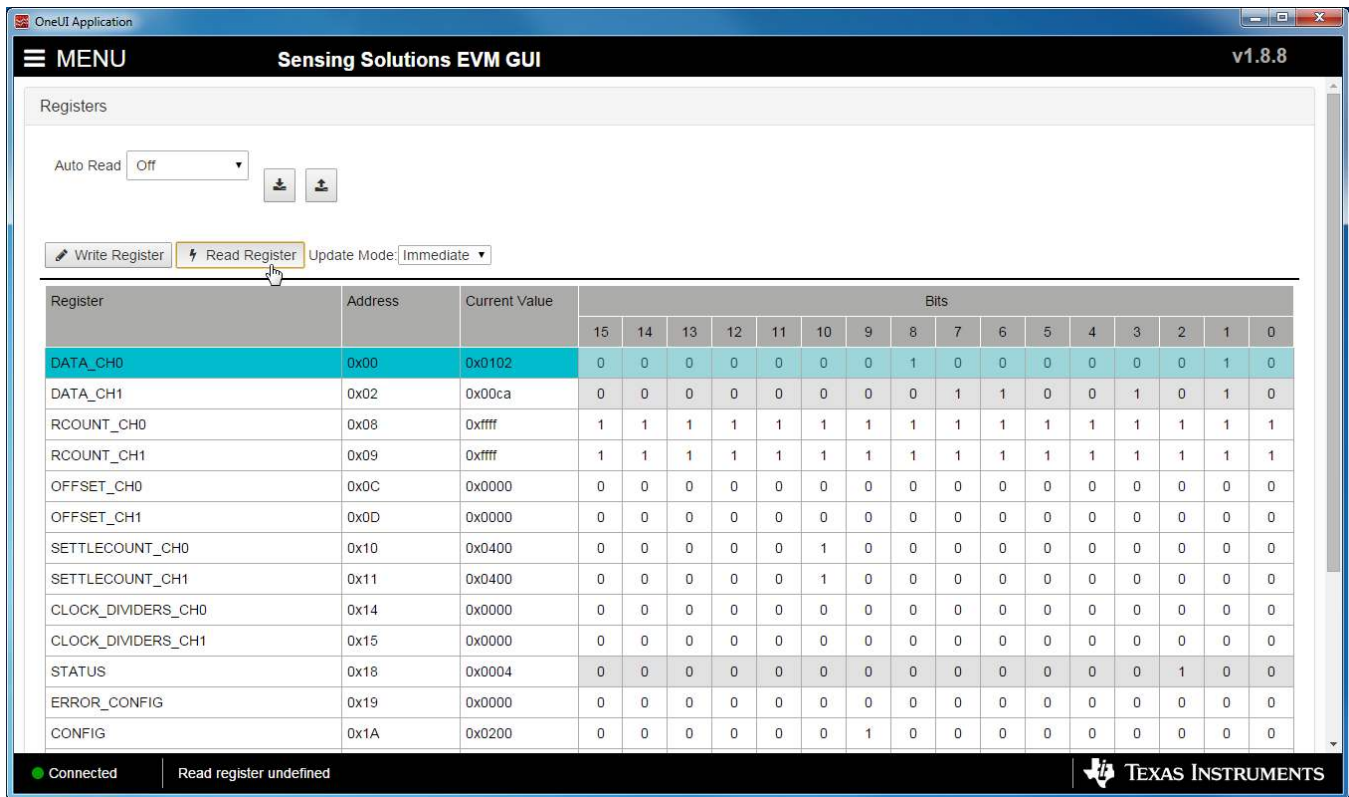 OneUI Application
MENU Sensing Solutions EVM GUI v1.8.8
Registers
Auto Read Off
Write Register Read Register Update Mode: Immediate
Register Address Current Value Bits
15 14 13 12 11 10 9 8 7 6 5 4 3 2 1 0
DATA_CH0 0x00 0x0102 0 0 0 0 0 0 0 1 0 0 0 0 0 0 1 0
DATA_CH1 0x02 0x00ca 0 0 0 0 0 0 0 0 1 1 0 0 1 0 1 0
RCOUNT_CH0 0x08 0xffff 1 1 1 1 1 1 1 1 1 1 1 1 1 1 1 1
RCOUNT_CH1 0x09 0xffff 1 1 1 1 1 1 1 1 1 1 1 1 1 1 1 1
OFFSET_CH0 0x0C 0x0000 0 0 0 0 0 0 0 0 0 0 0 0 0 0 0 0
OFFSET_CH1 0x0D 0x0000 0 0 0 0 0 0 0 0 0 0 0 0 0 0 0 0
SETTLECOUNT_CH0 0x10 0x0400 0 0 0 0 0 1 0 0 0 0 0 0 0 0 0 0
SETTLECOUNT_CH1 0x11 0x0400 0 0 0 0 0 1 0 0 0 0 0 0 0 0 0 0
CLOCK_DIVIDERS_CH0 0x14 0x0000 0 0 0 0 0 0 0 0 0 0 0 0 0 0 0 0
CLOCK_DIVIDERS_CH1 0x15 0x0000 0 0 0 0 0 0 0 0 0 0 0 0 0 0 0 0
STATUS 0x18 0x0004 0 0 0 0 0 0 0 0 0 0 0 0 0 1 0 0
ERROR_CONFIG 0x19 0x0000 0 0 0 0 0 0 0 0 0 0 0 0 0 0 0 0
CONFIG 0x1A 0x0200 0 0 0 0 0 0 1 0 0 0 0 0 0 0 0 0
Connected Read register undefined TEXAS INSTRUMENTS